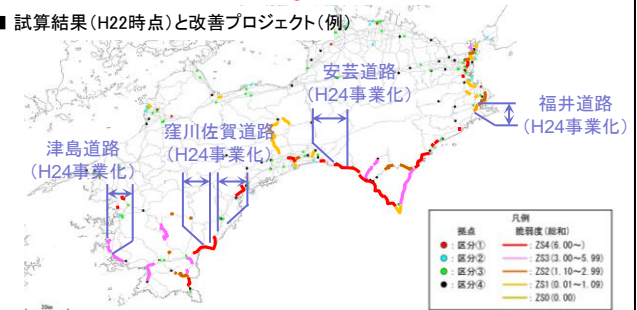 ■ 試算結果(H22時点)と改善プロジェクト(例)
安芸道路
(H24事業化)
福井道路
(H24事業化)
窪川佐賀道路
(H24事業化)
津島道路
(H24事業化)
凡例
拠点 脆弱度(総和)
: 区分① : ZS4(6.00~)
: 区分② : ZS3(3.00~5.99)
: 区分③ : ZS2(1.10~2.99)
: 区分④ : ZS1(0.01~1.09)
: ZS0(0.00)